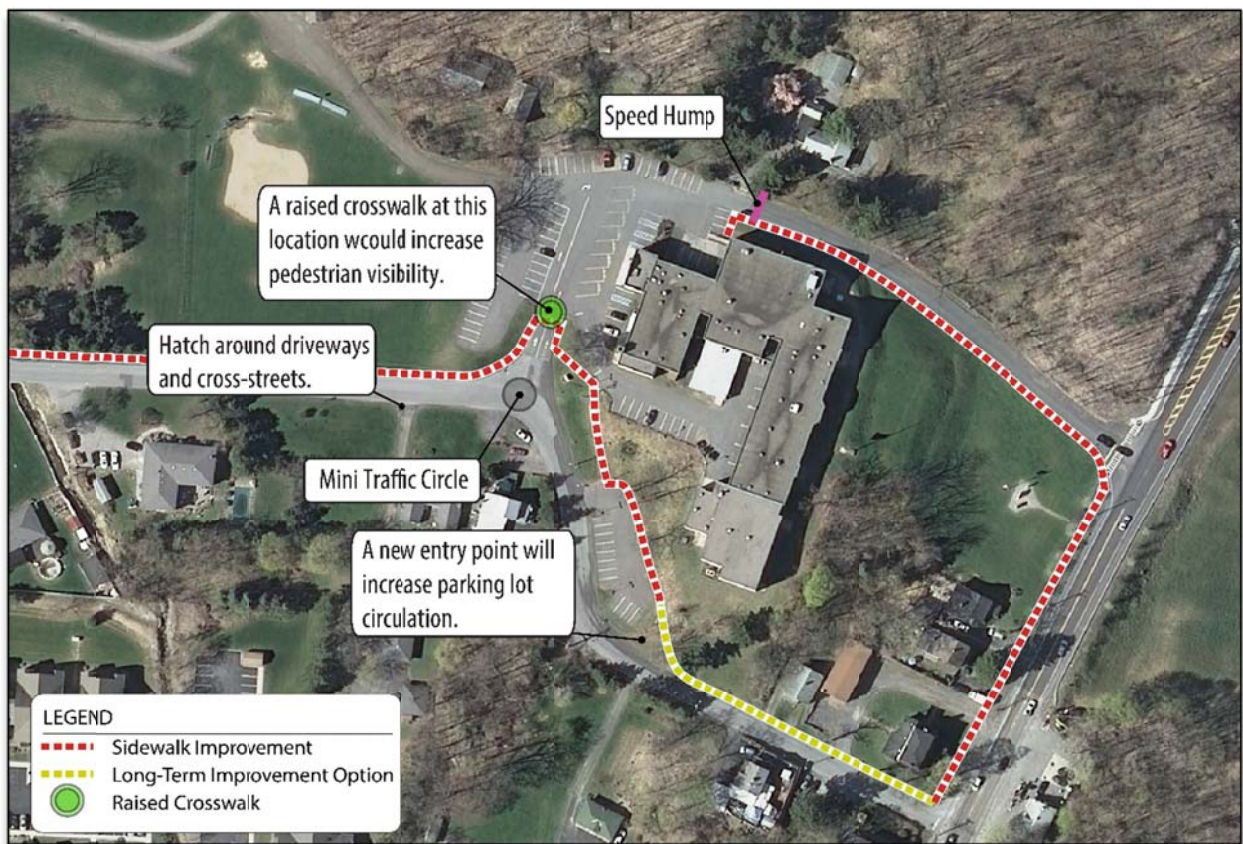 Speed Hump
A raised crosswalk at this
location wcould increase
pedestrian visibility.
Hatch around driveways
and cross-streets.
Mini Traffic Circle
A new entry point will
increase parking lot
circulation.
LEGEND
Sidewalk Improvement
Long-Term Improvement Option
Raised Crosswalk